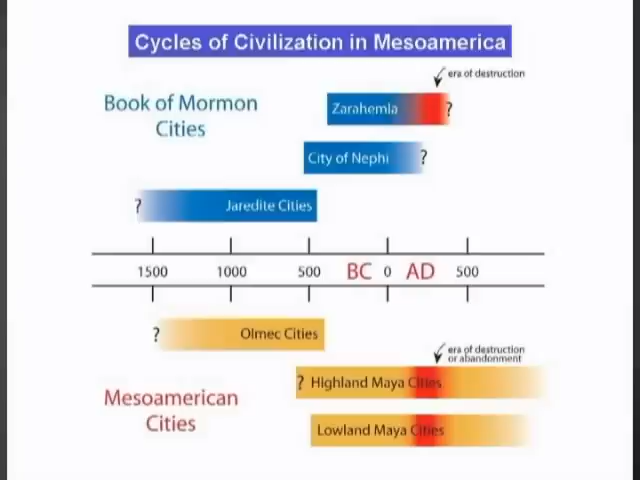 Cycles of Civilization in Mesoamerica
era of destruction
Book of Mormon
Cities
Zarahemla
?
City of Nephi
?
?
Jaredite Cities
1500
1000
500
BC
0
AD
500
?
Olmec Cities
era of destruction
or abandonment
? Highland Maya Cities
Mesoamerican
Cities
Lowland Maya Cities